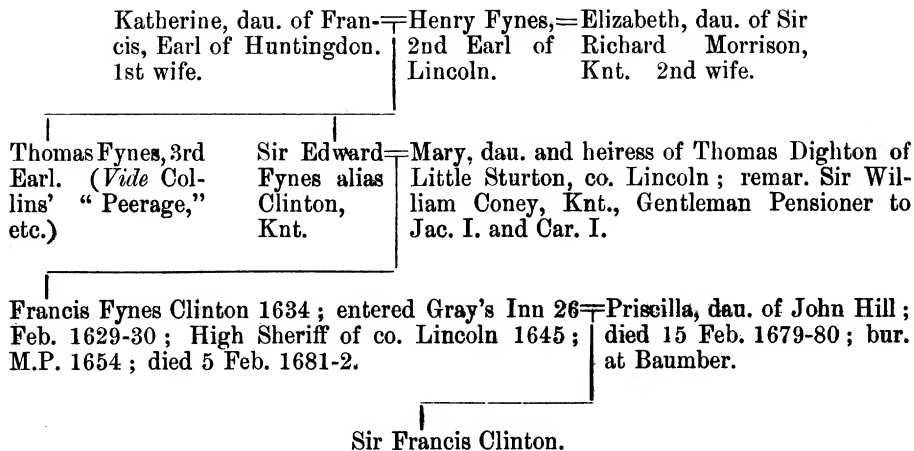 Katherine, dau. of Fran-
cis, Earl of Huntingdon.
1st wife.
Henry Fynes,
2nd Earl of
Lincoln.
Elizabeth, dau. of Sir
Richard Morrison,
Knt. 2nd wife.
Thomas Fynes, 3rd
Earl. (Vide Col-
lins' "Peerage,"
etc.)
Sir Edward
Fynes alias
Clinton,
Knt.
Mary, dau. and heiress of Thomas Dighton of
Little Sturton, co. Lincoln; remar. Sir Wil-
liam Coney, Knt., Gentleman Pensioner to
Jac. I. and Car. I.
Francis Fynes Clinton 1634; entered Gray's Inn 26
Feb. 1629-30; High Sheriff of co. Lincoln 1645;
M.P. 1654; died 5 Feb. 1681-2.
Priscilla, dau. of John Hill;
died 15 Feb. 1679-80; bur.
at Baumber.
Sir Francis Clinton.